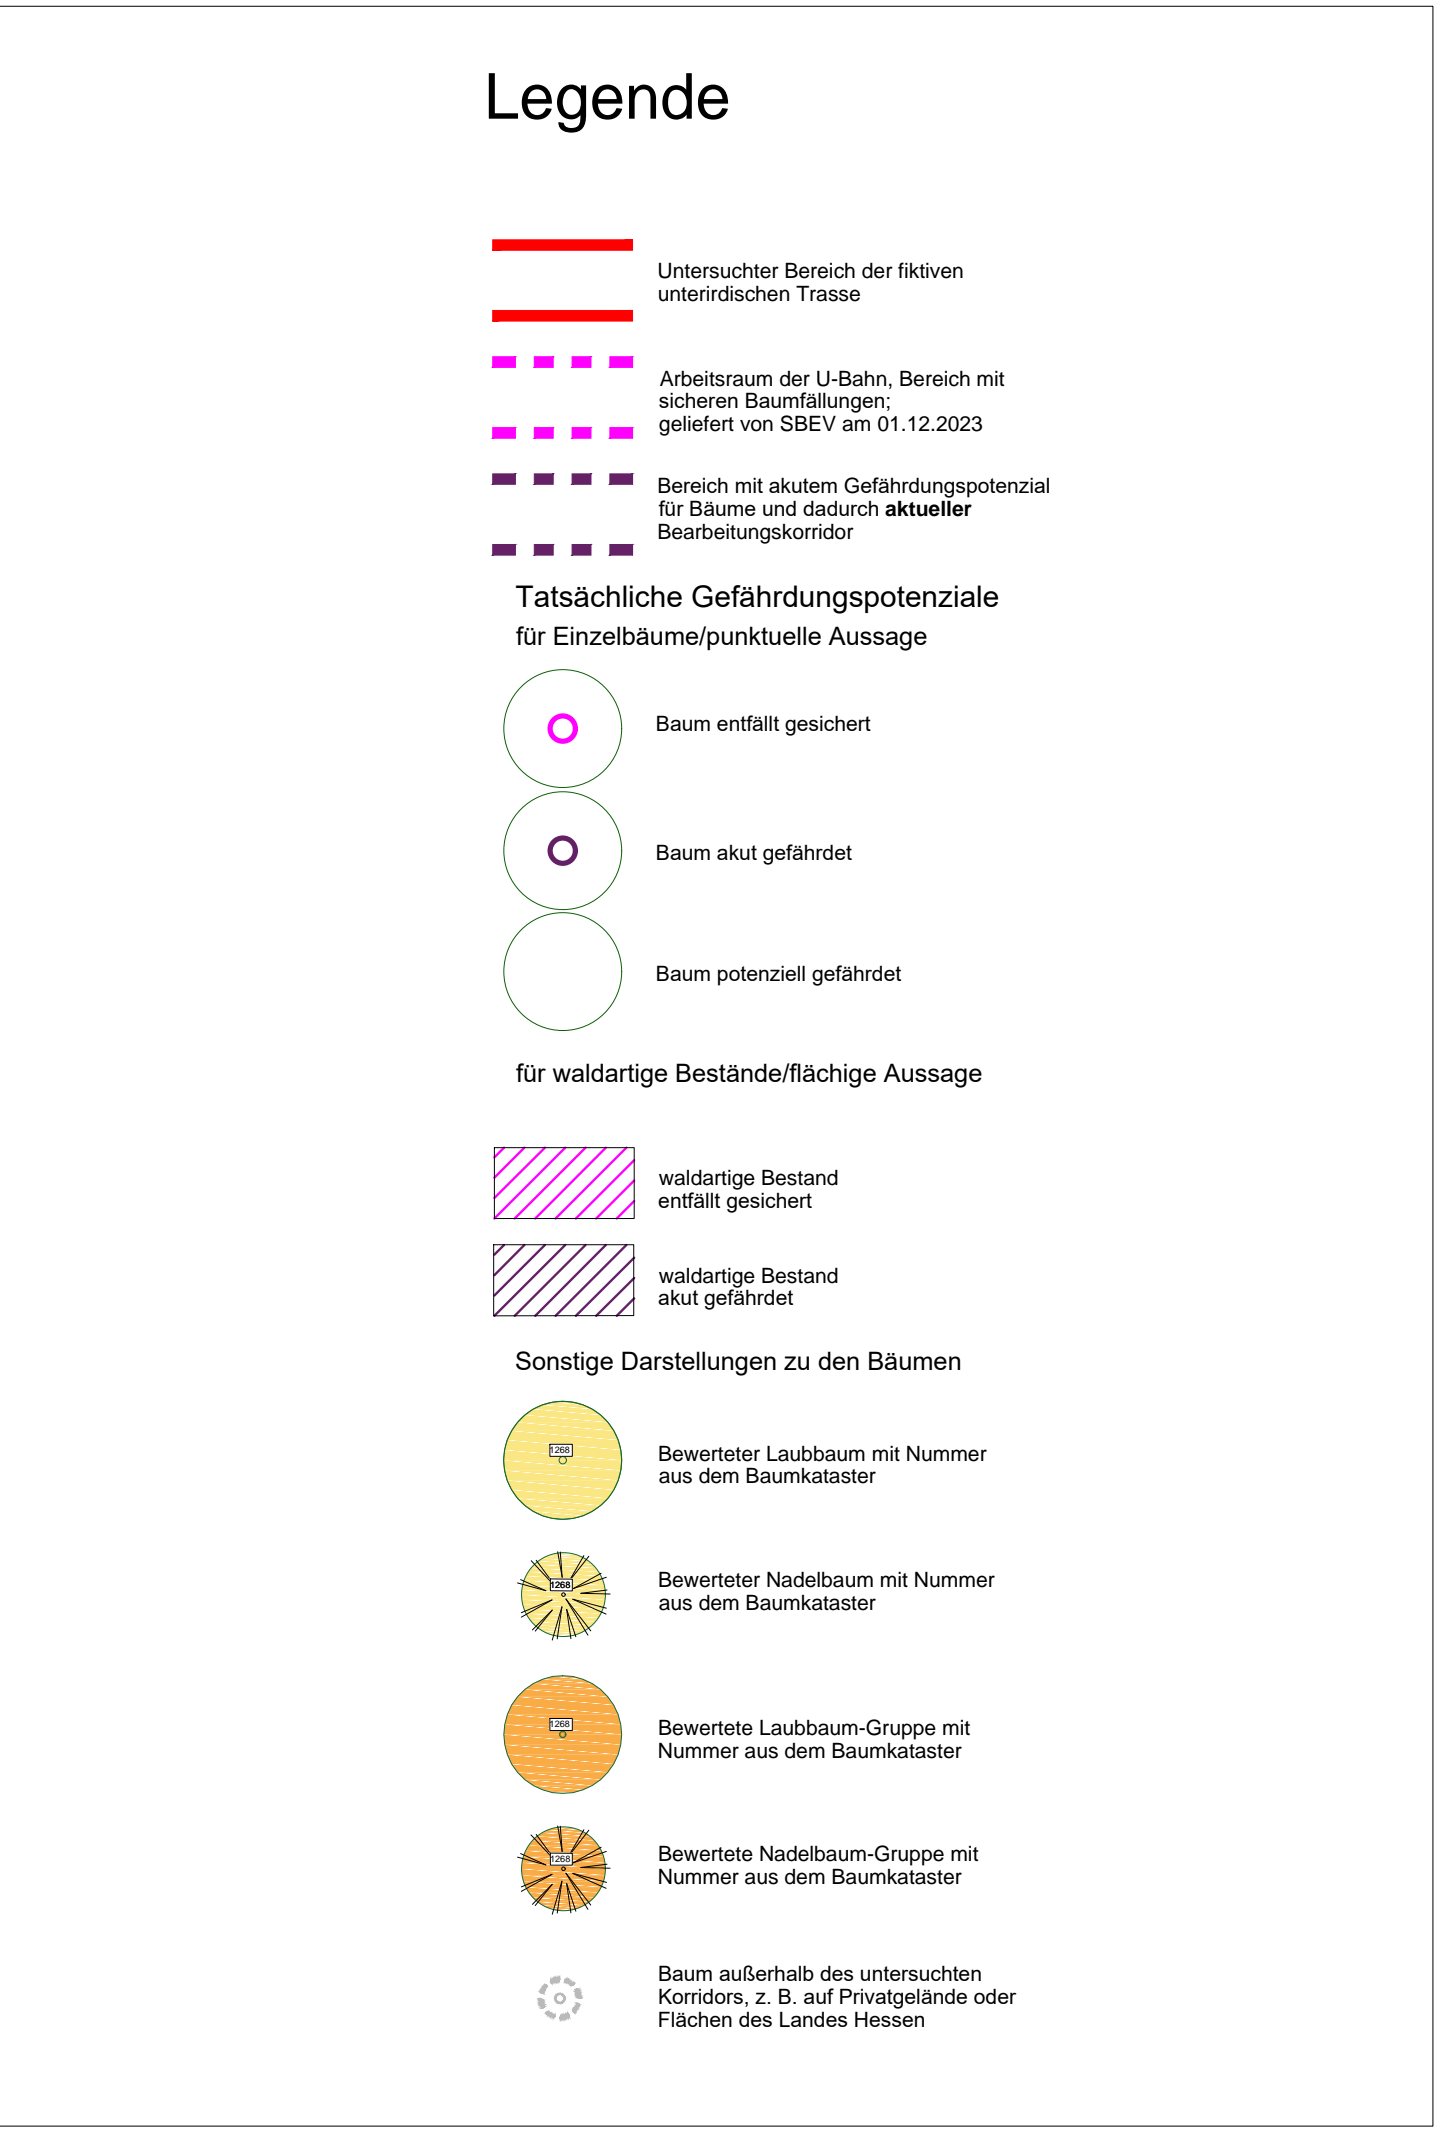 Legende
Untersuchter Bereich der fiktiven
unterirdischen Trasse
Arbeitsraum der U-Bahn, Bereich mit
sicheren Baumfällungen;
geliefert von SBEV am 01.12.2023
Bereich mit akutem Gefährdungspotenzial
für Bäume und dadurch aktueller
Bearbeitungskorridor
Tatsächliche Gefährdungspotenziale
für Einzelbäume/punktuelle Aussage
Baum entfällt gesichert
Baum akut gefährdet
Baum potenziell gefährdet
für waldartige Bestände/flächige Aussage
waldartige Bestand
entfällt gesichert
waldartige Bestand
akut gefährdet
Sonstige Darstellungen zu den Bäumen
1268
Bewerteter Laubbaum mit Nummer
aus dem Baumkataster
1268
Bewerteter Nadelbaum mit Nummer
aus dem Baumkataster
1268
Bewertete Laubbaum-Gruppe mit
Nummer aus dem Baumkataster
1268
Bewertete Nadelbaum-Gruppe mit
Nummer aus dem Baumkataster
Baum außerhalb des untersuchten
Korridors, z. B. auf Privatgelände oder
Flächen des Landes Hessen